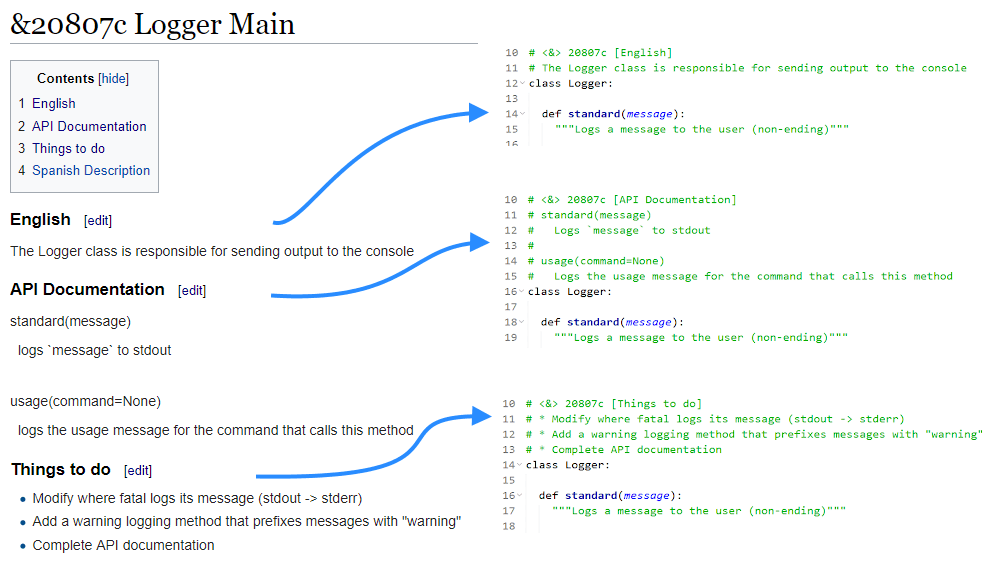 &20807c Logger Main
Contents [hide]
1 English
2 API Documentation
3 Things to do
4 Spanish Description
English [edit]
The Logger class is responsible for sending output to the console
API Documentation [edit]
standard(message)
logs `message` to stdout
usage(command=None)
logs the usage message for the command that calls this method
Things to do [edit]
Modify where fatal logs its message (stdout -> stderr)
Add a warning logging method that prefixes messages with "warning"
Complete API documentation
10 # <&> 20807c [English]
11 # The Logger class is responsible for sending output to the console
12 class Logger:
13
14 def standard(message):
15 """Logs a message to the user (non-ending)"""
16
10 # <&> 20807c [API Documentation]
11 # standard(message)
12 #   Logs `message` to stdout
13 #
14 # usage(command=None)
15 #   Logs the usage message for the command that calls this method
16 class Logger:
17
18 def standard(message):
19 """Logs a message to the user (non-ending)"""
10 # <&> 20807c [Things to do]
11 # * Modify where fatal logs its message (stdout -> stderr)
12 # * Add a warning logging method that prefixes messages with "warning"
13 # * Complete API documentation
14 class Logger:
15
16 def standard(message):
17 """Logs a message to the user (non-ending)"""
18